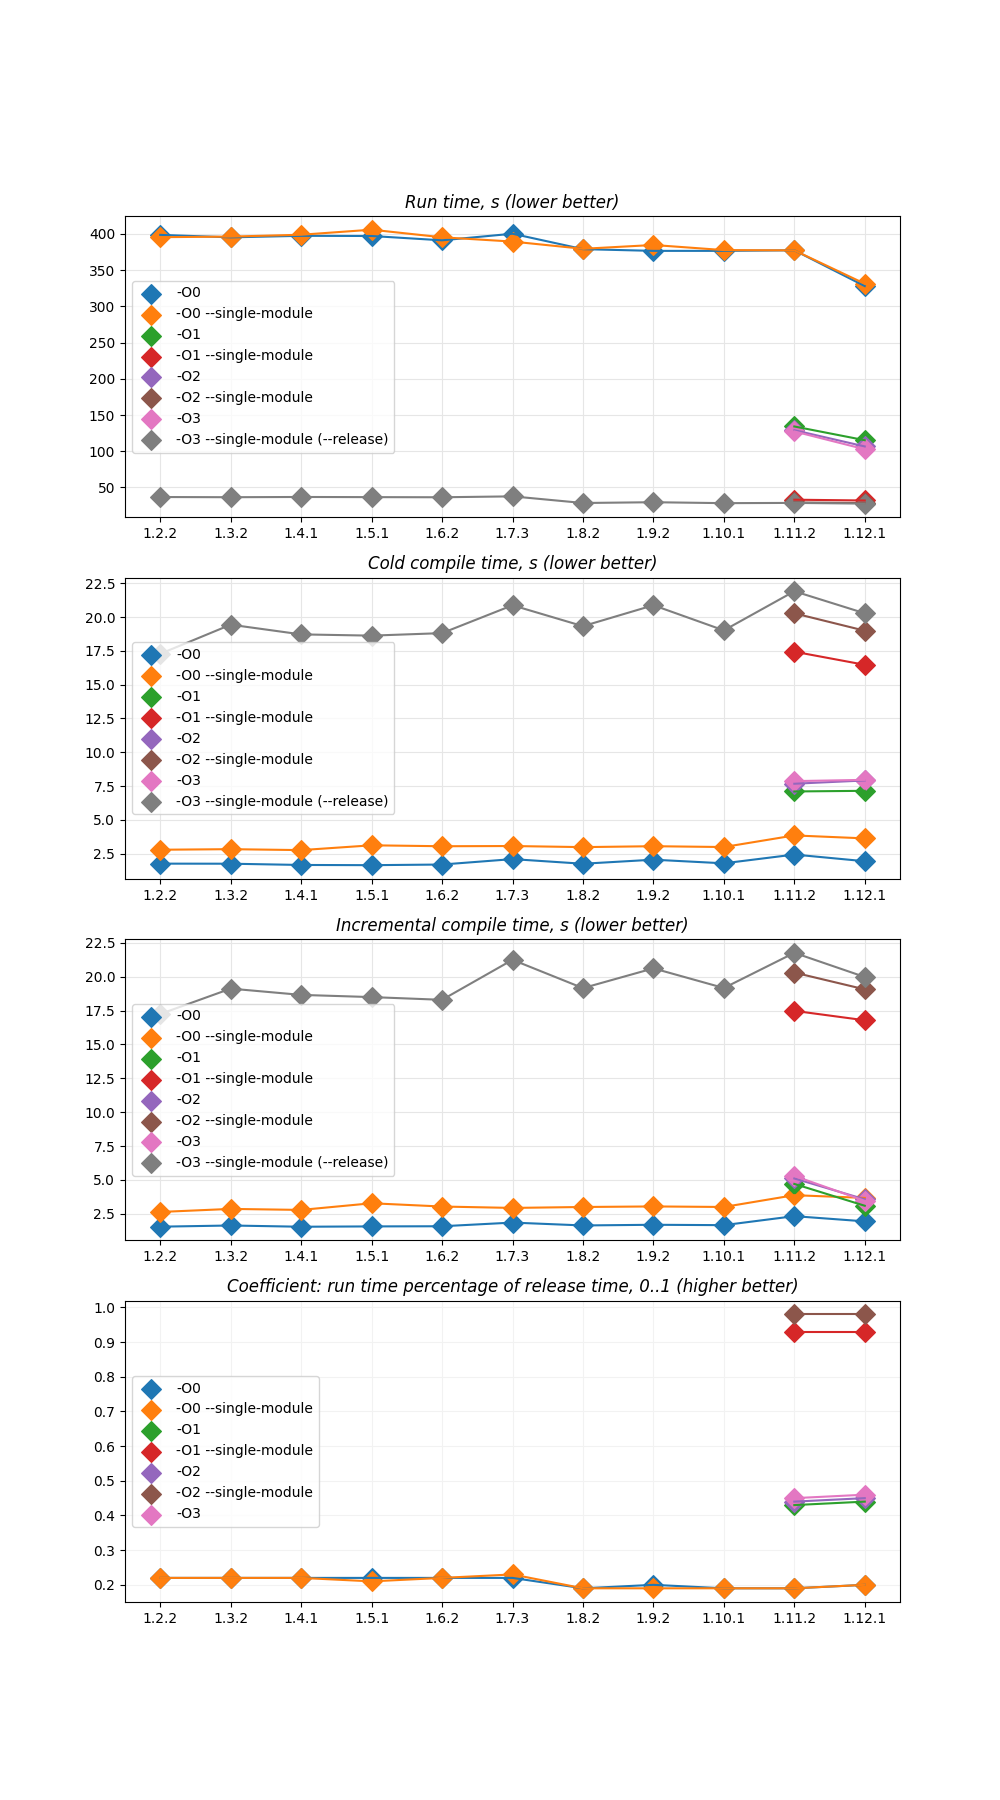 Run time, s (lower better)
400
350
300
250
200
150
100
50
-O0
-O0 --single-module
-O1
-O1 --single-module
-O2
-O2 --single-module
-O3
-O3 --single-module (--release)
1.2.2 1.3.2 1.4.1 1.5.1 1.6.2 1.7.3 1.8.2 1.9.2 1.10.1 1.11.2 1.12.1
Cold compile time, s (lower better)
22.5
20.0
17.5
15.0
12.5
10.0
7.5
5.0
2.5
-O0
-O0 --single-module
-O1
-O1 --single-module
-O2
-O2 --single-module
-O3
-O3 --single-module (--release)
1.2.2 1.3.2 1.4.1 1.5.1 1.6.2 1.7.3 1.8.2 1.9.2 1.10.1 1.11.2 1.12.1
Incremental compile time, s (lower better)
22.5
20.0
17.5
15.0
12.5
10.0
7.5
5.0
2.5
-O0
-O0 --single-module
-O1
-O1 --single-module
-O2
-O2 --single-module
-O3
-O3 --single-module (--release)
1.2.2 1.3.2 1.4.1 1.5.1 1.6.2 1.7.3 1.8.2 1.9.2 1.10.1 1.11.2 1.12.1
Coefficient: run time percentage of release time, 0..1 (higher better)
1.0
0.9
0.8
0.7
0.6
0.5
0.4
0.3
0.2
-O0
-O0 --single-module
-O1
-O1 --single-module
-O2
-O2 --single-module
-O3
1.2.2 1.3.2 1.4.1 1.5.1 1.6.2 1.7.3 1.8.2 1.9.2 1.10.1 1.11.2 1.12.1